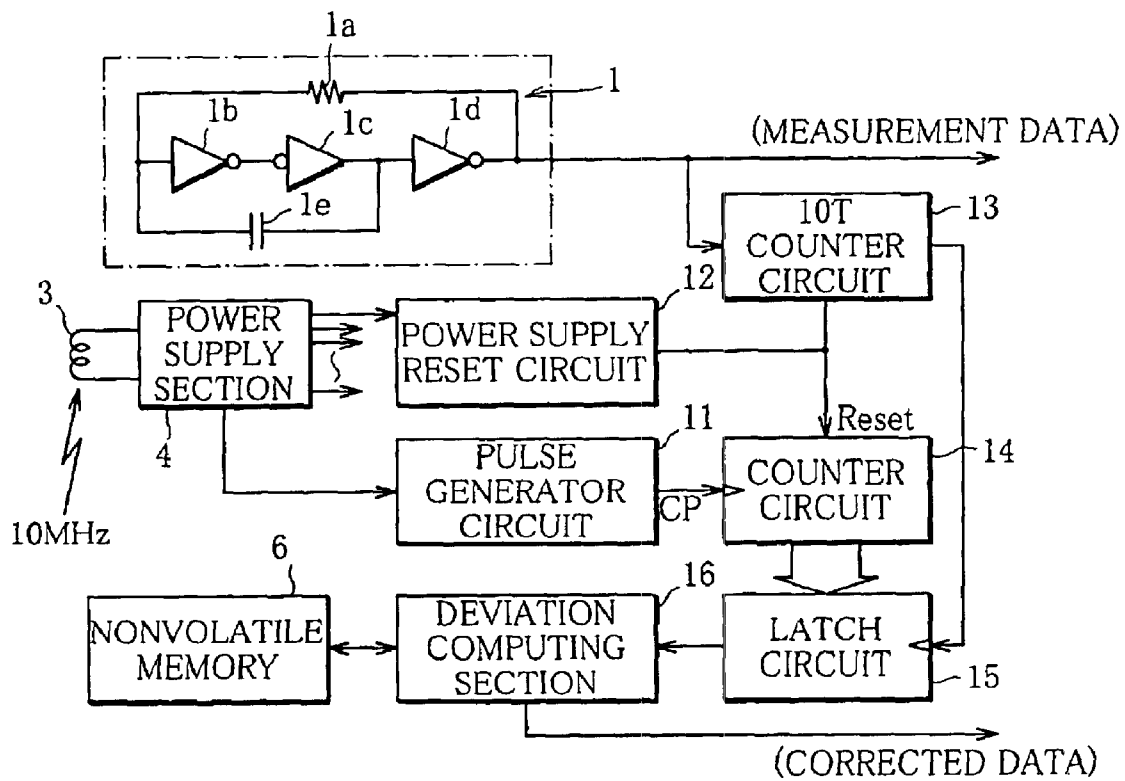 1a
1
1b
1c
1d
1e
(MEASUREMENT DATA)
10T
COUNTER
CIRCUIT
13
3
POWER
SUPPLY
SECTION
4
12
POWER SUPPLY
RESET CIRCUIT
Reset
10MHz
11
PULSE
GENERATOR
CIRCUIT
CP
COUNTER
CIRCUIT
14
6
NONVOLATILE
MEMORY
16
DEVIATION
COMPUTING
SECTION
LATCH
CIRCUIT
15
(CORRECTED DATA)